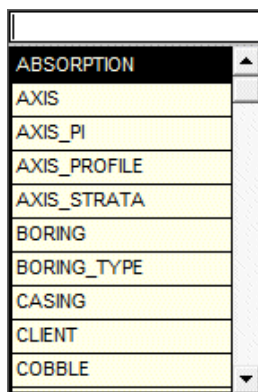 ABSORPTION
AXIS
AXIS_PI
AXIS_PROFILE
AXIS_STRATA
BORING
BORING_TYPE
CASING
CLIENT
COBBLE